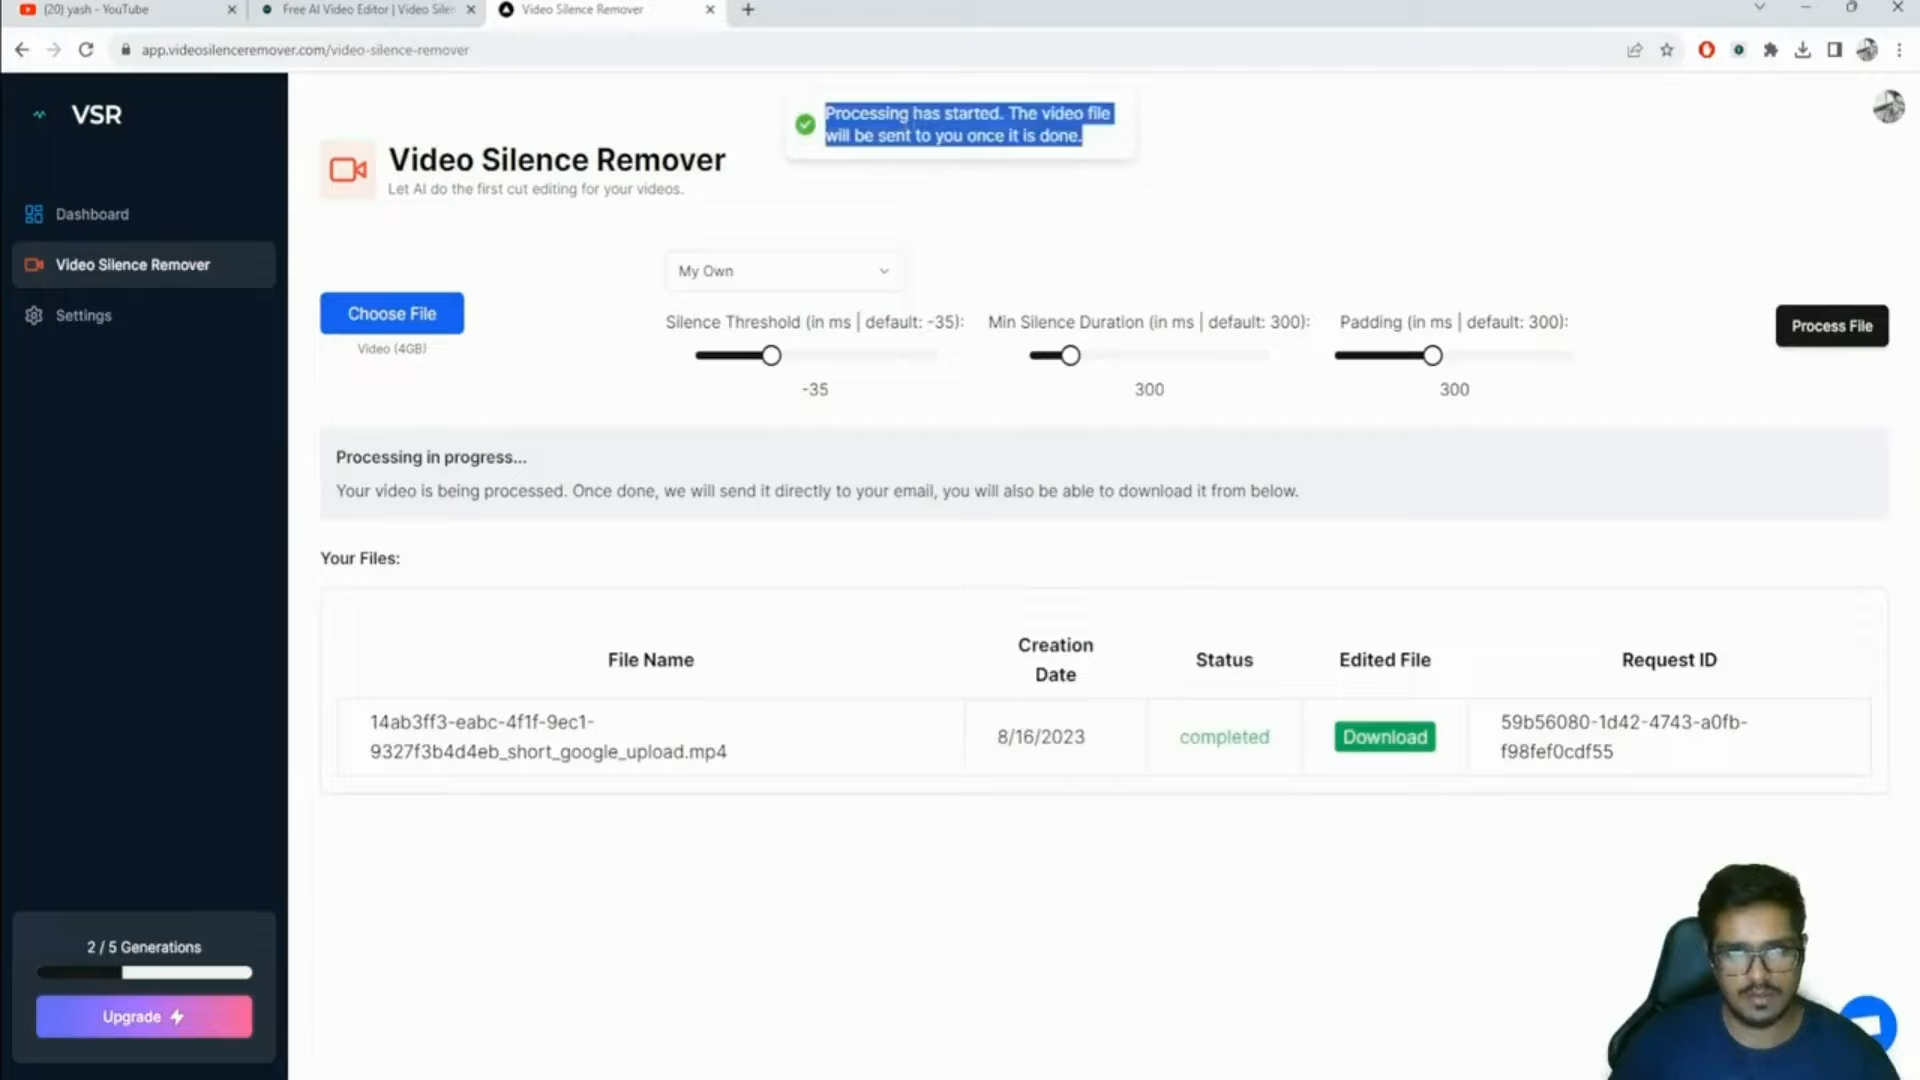 (20) yash - YouTube
Free AI Video Editor | Video Siler
Video Silence Remover
app.videosilenceremover.com/video-silence-remover
VSR
Processing has started. The video file
will be sent to you once it is done.
Video Silence Remover
Let AI do the first cut editing for your videos.
Dashboard
Video Silence Remover
Settings
My Own
Choose File
Video (4GB)
Silence Threshold (in ms | default: -35):
Min Silence Duration (in ms | default: 300):
Padding (in ms | default: 300):
Process File
-35
300
300
Processing in progress...
Your video is being processed. Once done, we will send it directly to your email, you will also be able to download it from below.
Your Files:
File Name
Creation
Date
Status
Edited File
Request ID
14ab3ff3-eabc-4f1f-9ec1-
9327f3b4d4eb_short_google_upload.mp4
8/16/2023
completed
Download
59b56080-1d42-4743-a0fb-
f98fef0cdf55
2 / 5 Generations
Upgrade